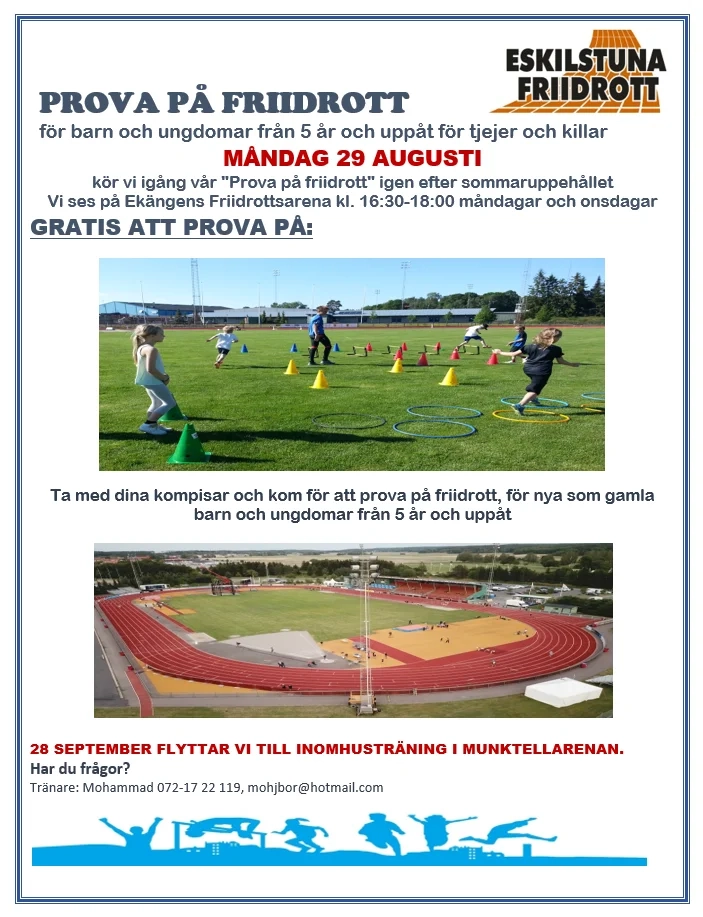 ESKILSTUNA
FRIIDROTT
PROVA PÅ FRIIDROTT
för barn och ungdomar från 5 år och uppåt för tjejer och killar
MÅNDAG 29 AUGUSTI
kör vi igång vår "Prova på friidrott" igen efter sommaruppehållet
Vi ses på Ekängens Friidrottsarena kl. 16:30-18:00 måndagar och onsdagar
GRATIS ATT PROVA PÅ:
Ta med dina kompisar och kom för att prova på friidrott, för nya som gamla
barn och ungdomar från 5 år och uppåt
28 SEPTEMBER FLYTTAR VI TILL INOMHUSTRÄNING I MUNKTELLARENAN.
Har du frågor?
Tränare: Mohammad 072-17 22 119, mohjbor@hotmail.com